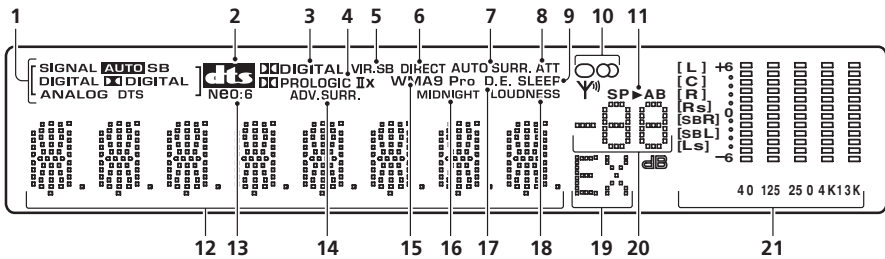 1 2 3 4 5 6 7 8 9 10 11
SIGNAL AUTO SB
DIGITAL DIGITAL
ANALOG DTS
dts DIGITAL VIR.SB DIRECT AUTO SURR. ATT
PROLOGIC IIx WMA9 Pro D.E. SLEEP
Neo:6 ADV.SURR. MIDNIGHT LOUDNESS
SP►AB
dB
EX
[L] +6
[C]
[R]
[Rs] 0
[SBR]
[SBL]
[Ls] −6
40 125 250 4K13K
12 13 14 15 16 17 18 19 20 21